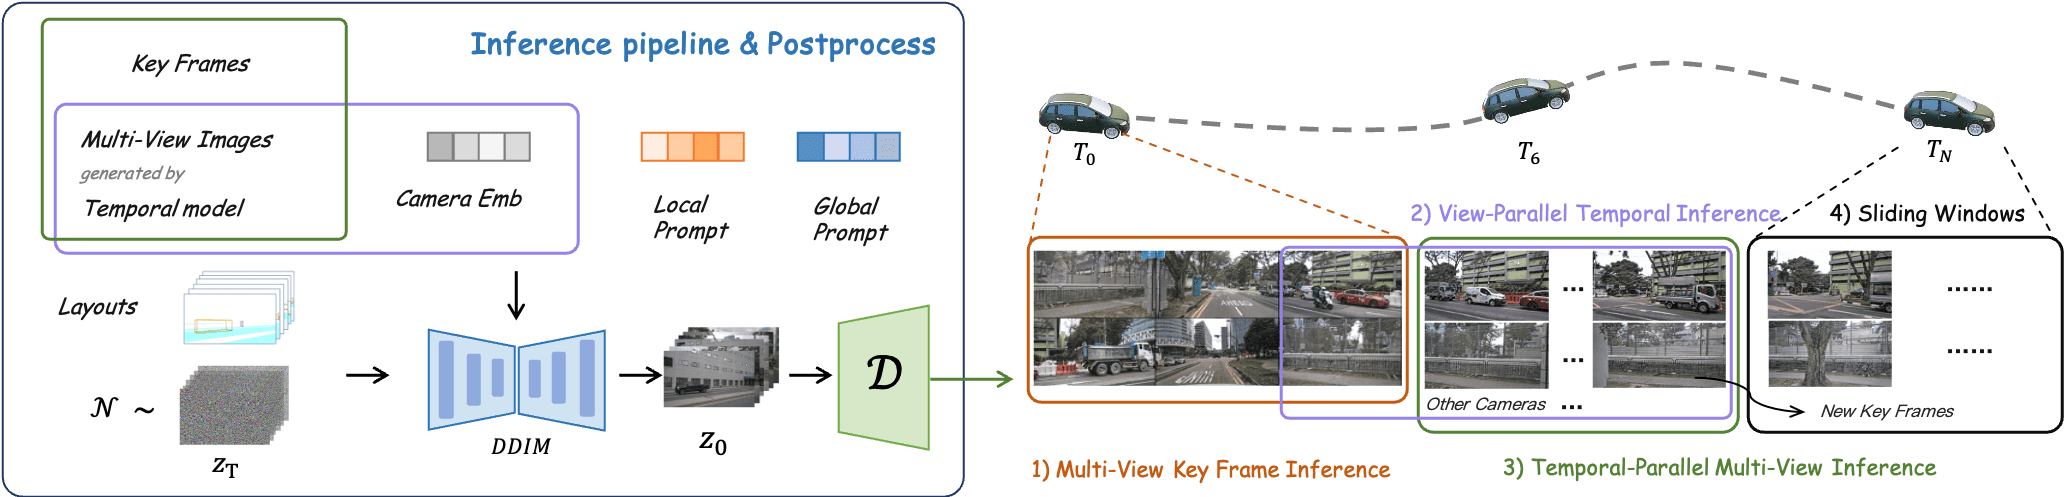 Inference pipeline & Postprocess
Key Frames
Multi-View Images
generated by
Temporal model
Camera Emb
Local
Prompt
Global
Prompt
Layouts
𝒩 ~
z_T
DDIM
z_0
𝒟
T_0
T_6
T_N
2) View-Parallel Temporal Inference
4) Sliding Windows
AHEAD
...
...
......
......
Other Cameras ...
New Key Frames
1) Multi-View Key Frame Inference
3) Temporal-Parallel Multi-View Inference